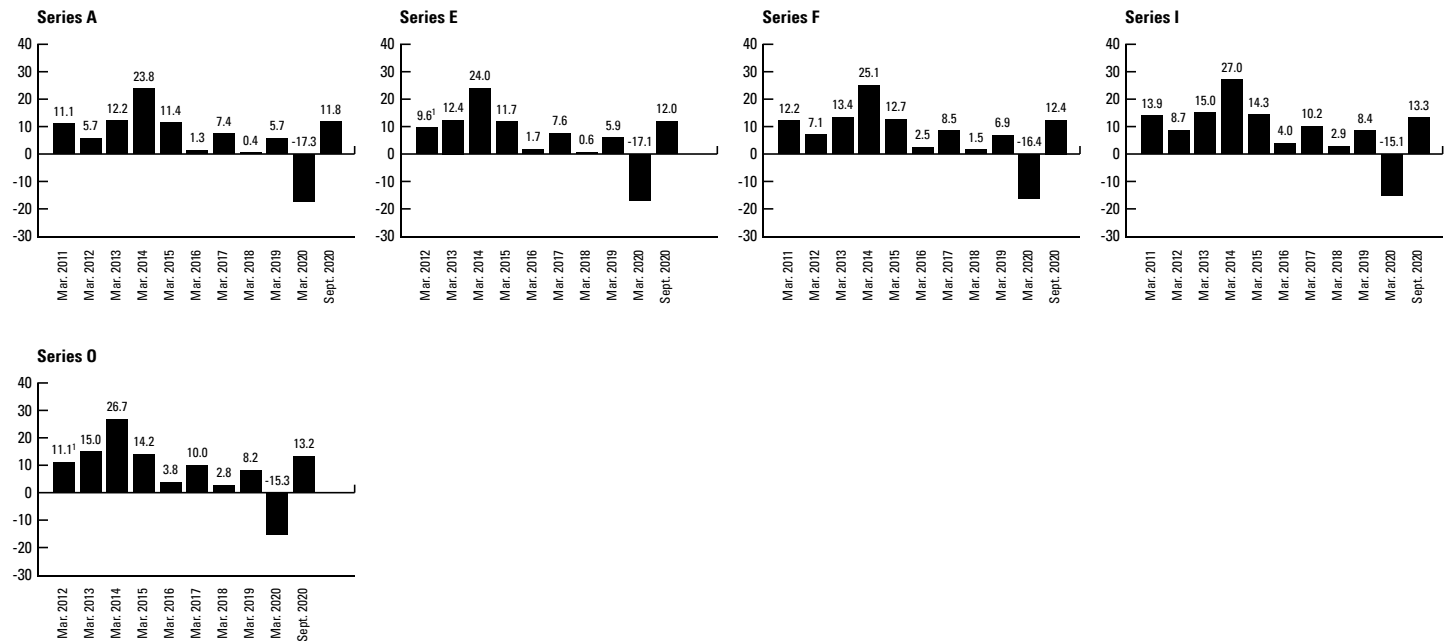 Series A
40
30
20
10
0
-10
-20
-30
11.1
5.7
12.2
23.8
11.4
1.3
7.4
0.4
5.7
-17.3
11.8
Mar. 2011
Mar. 2012
Mar. 2013
Mar. 2014
Mar. 2015
Mar. 2016
Mar. 2017
Mar. 2018
Mar. 2019
Mar. 2020
Sept. 2020
Series E
40
30
20
10
0
-10
-20
-30
9.6¹
12.4
24.0
11.7
1.7
7.6
0.6
5.9
-17.1
12.0
Mar. 2012
Mar. 2013
Mar. 2014
Mar. 2015
Mar. 2016
Mar. 2017
Mar. 2018
Mar. 2019
Mar. 2020
Sept. 2020
Series F
40
30
20
10
0
-10
-20
-30
12.2
7.1
13.4
25.1
12.7
2.5
8.5
1.5
6.9
-16.4
12.4
Mar. 2011
Mar. 2012
Mar. 2013
Mar. 2014
Mar. 2015
Mar. 2016
Mar. 2017
Mar. 2018
Mar. 2019
Mar. 2020
Sept. 2020
Series I
40
30
20
10
0
-10
-20
-30
13.9
8.7
15.0
27.0
14.3
4.0
10.2
2.9
8.4
-15.1
13.3
Mar. 2011
Mar. 2012
Mar. 2013
Mar. 2014
Mar. 2015
Mar. 2016
Mar. 2017
Mar. 2018
Mar. 2019
Mar. 2020
Sept. 2020
Series O
40
30
20
10
0
-10
-20
-30
11.1¹
15.0
26.7
14.2
3.8
10.0
2.8
8.2
-15.3
13.2
Mar. 2012
Mar. 2013
Mar. 2014
Mar. 2015
Mar. 2016
Mar. 2017
Mar. 2018
Mar. 2019
Mar. 2020
Sept. 2020